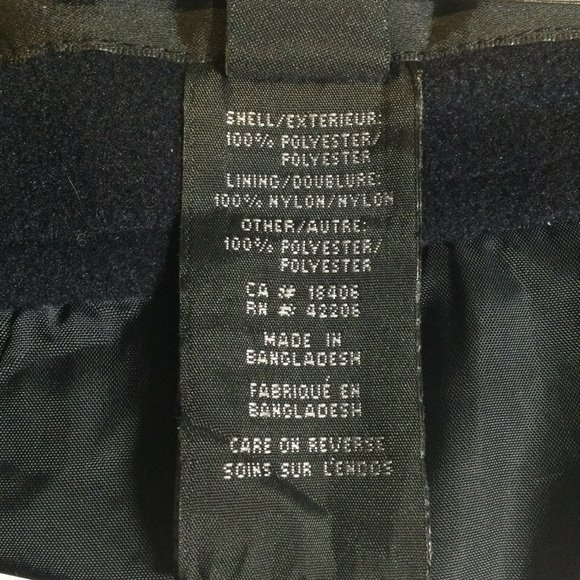 SHELL/EXTERIEUR:
100% POLYESTER/
POLYESTER
LINING/DOUBLURE:
100% NYLON/NYLON
OTHER/AUTRE:
100% POLYESTER/
POLYESTER
CA # 18406
RN # 42206
MADE IN
BANGLADESH
FABRIQUÉ EN
BANGLADESH
CARE ON REVERSE
SOINS SUR L'ENDOS